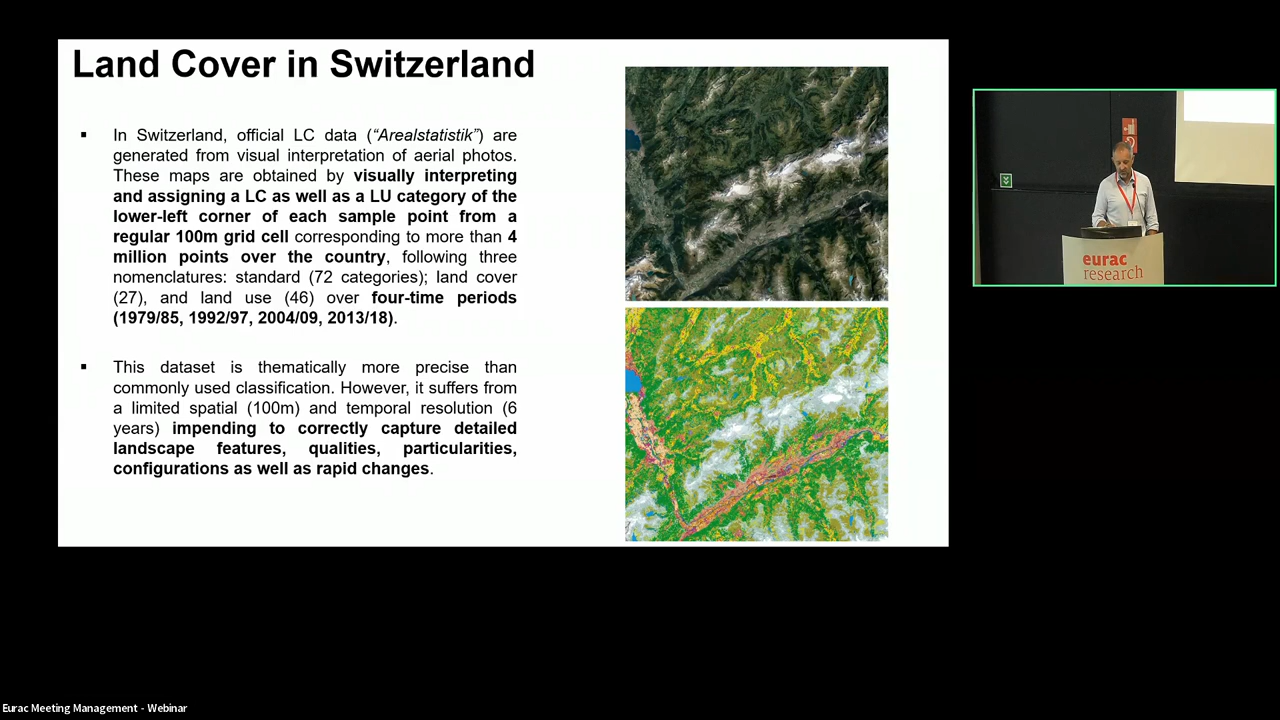 Land Cover in Switzerland
▪ In Switzerland, official LC data (“Arealstatistik”) are
generated from visual interpretation of aerial photos.
These maps are obtained by visually interpreting
and assigning a LC as well as a LU category of the
lower-left corner of each sample point from a
regular 100m grid cell corresponding to more than 4
million points over the country, following three
nomenclatures: standard (72 categories); land cover
(27), and land use (46) over four-time periods
(1979/85, 1992/97, 2004/09, 2013/18).
▪ This dataset is thematically more precise than
commonly used classification. However, it suffers from
a limited spatial (100m) and temporal resolution (6
years) impending to correctly capture detailed
landscape features, qualities, particularities,
configurations as well as rapid changes.
eurac
research
Eurac Meeting Management - Webinar